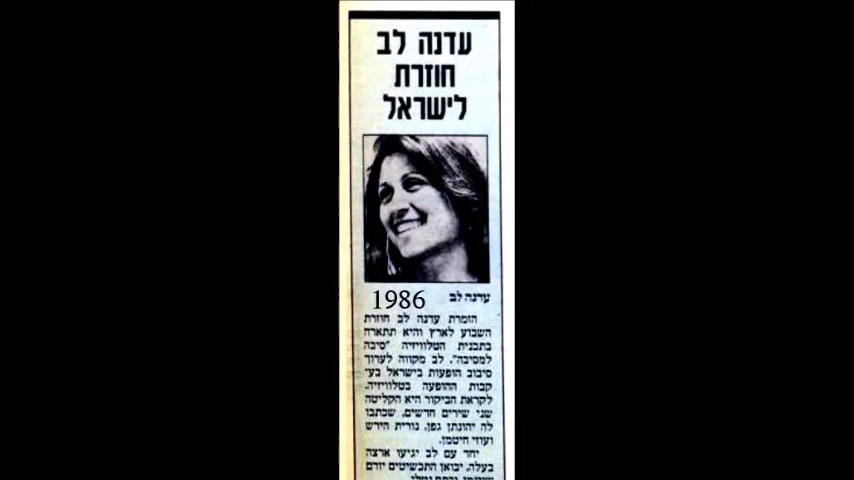 עדנה לב
חוזרת
לישראל
1986 עדנה לב
הזמרת עדנה לב חוזרת
השבוע לארץ והיא תתארח
בתכנית הטלוויזיה "סיבה
למסיבה". לב מקווה לערוך
סיבוב הופעות בישראל בע־
קבות ההופעה בטלוויזיה.
לקראת הביקור היא הקליטה
שני שירים חדשים, שכתבו
לה יהונתן גפן, נורית הירש
ועוזי חיטמן.
יחד עם לב יגיעו ארצה
בעלה, יבואן התכשיטים יורם